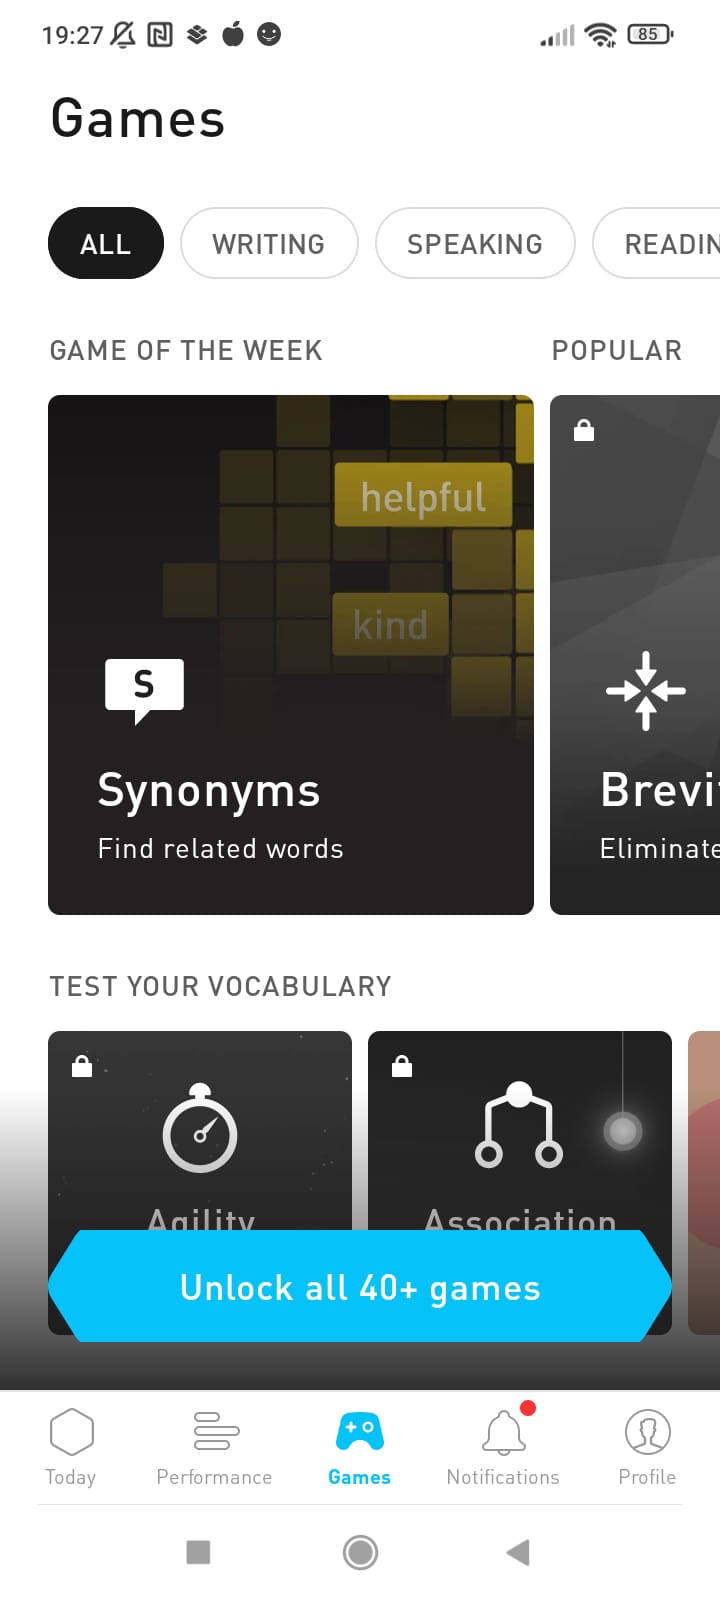 19:27
85
Games
ALL
WRITING
SPEAKING
READIN
GAME OF THE WEEK
POPULAR
helpful
kind
S
Synonyms
Find related words
Brevi
Eliminate
TEST YOUR VOCABULARY
Agility
Association
Unlock all 40+ games
Today
Performance
Games
Notifications
Profile